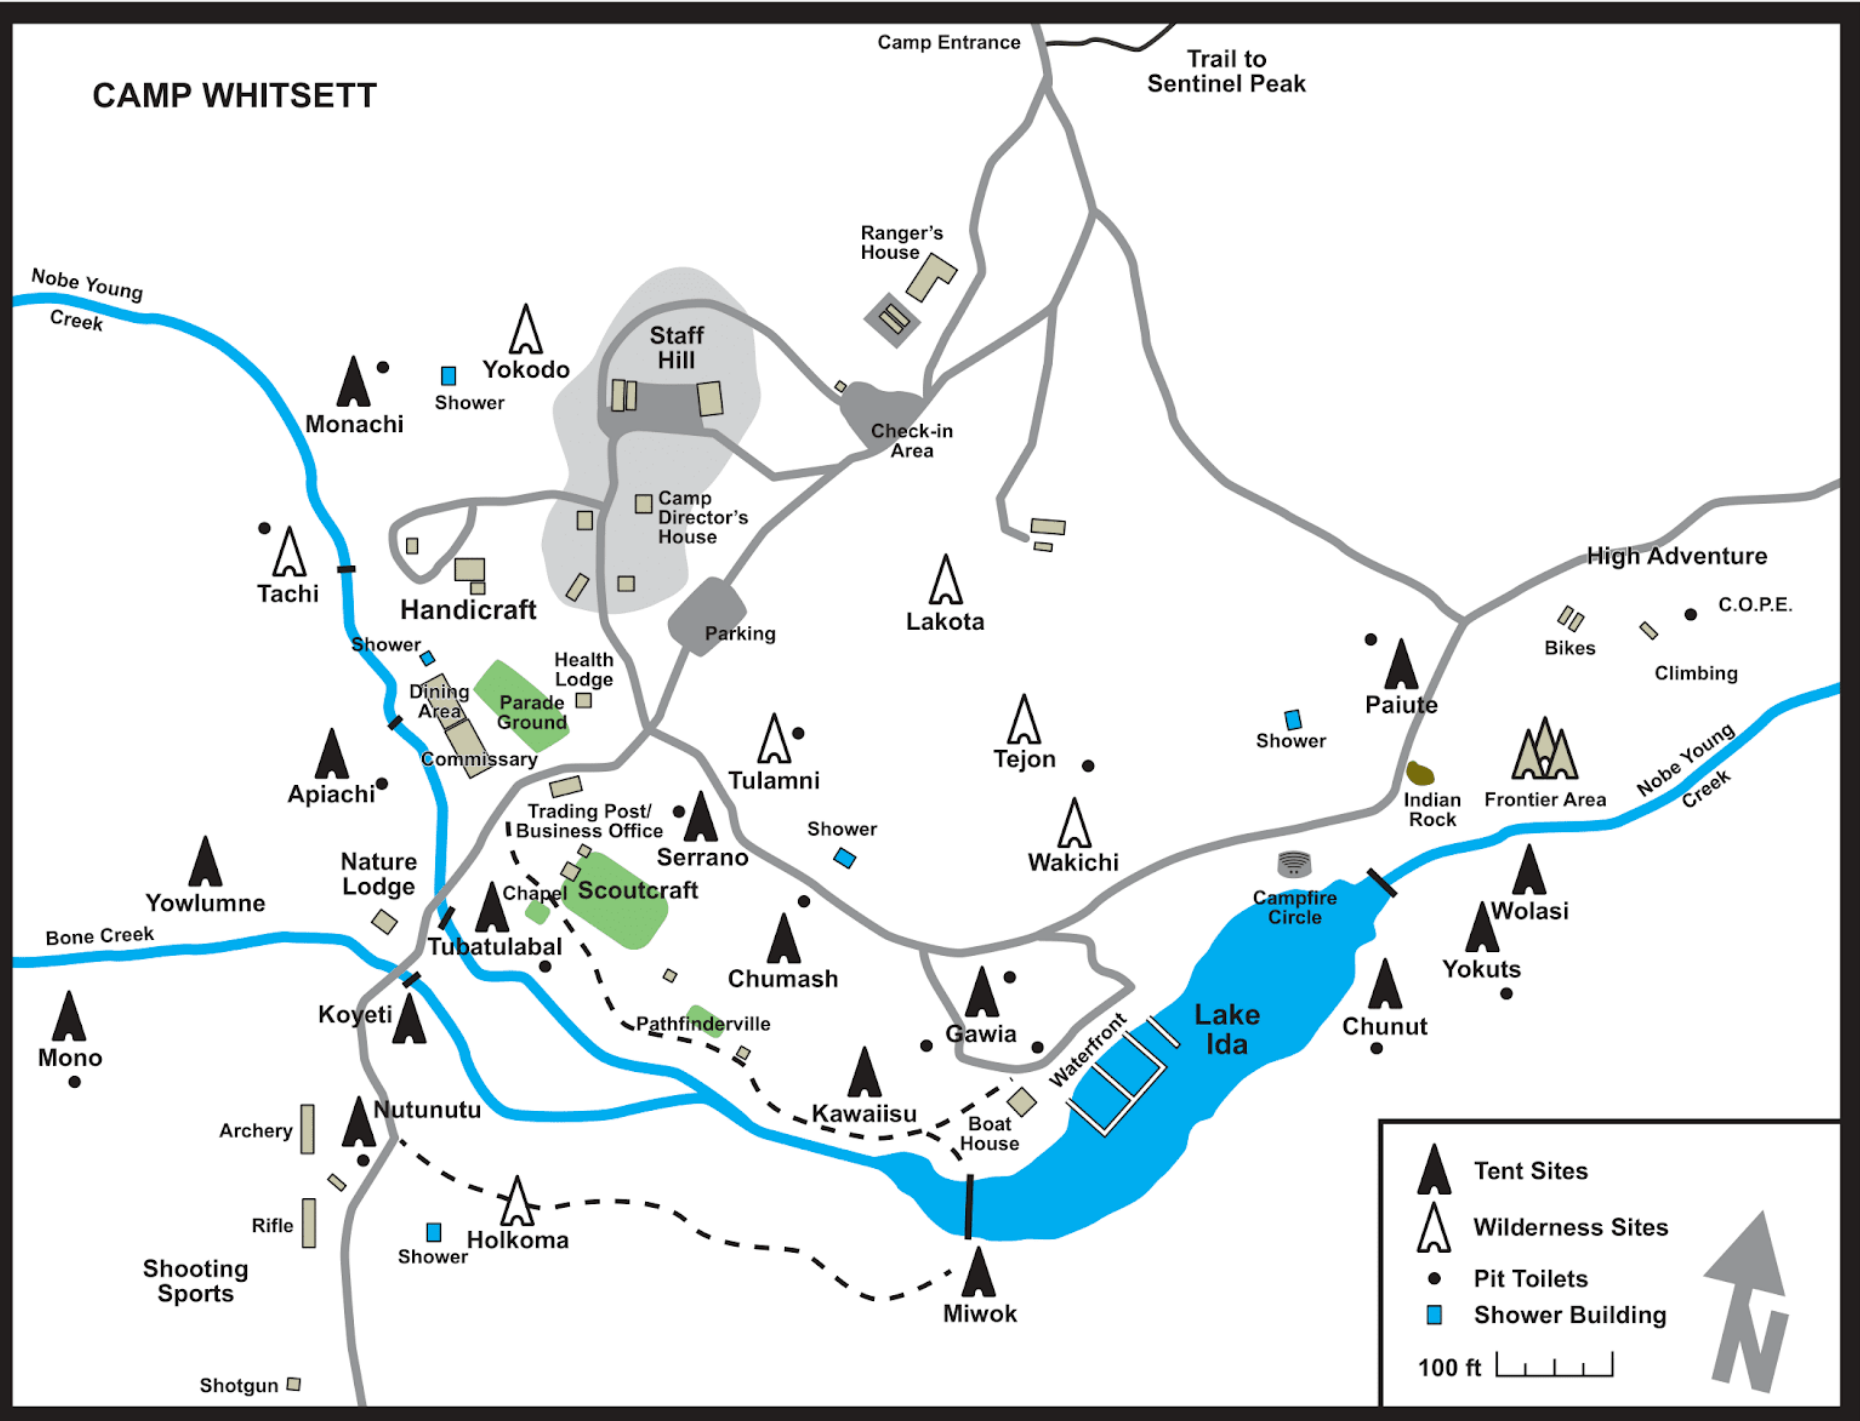 Camp Entrance
Trail to
Sentinel Peak
CAMP WHITSETT
Ranger's
House
Nobe Young
Creek
Staff
Hill
Yokodo
Shower
Monachi
Check-in
Area
Camp
Director's
House
Tachi
Handicraft
Lakota
Parking
High Adventure
C.O.P.E.
Bikes
Climbing
Shower
Dining
Area
Health
Lodge
Parade
Ground
Commissary
Paiute
Shower
Tejon
Tulamni
Apiachi
Trading Post/
Business Office
Serrano
Shower
Wakichi
Indian
Rock
Frontier Area
Nobe Young
Creek
Nature
Lodge
Yowlumne
Chapel
Scoutcraft
Campfire
Circle
Wolasi
Bone Creek
Tubatulabal
Chumash
Yokuts
Koyeti
Pathfinderville
Gawia
Waterfront
Lake
Ida
Chunut
Mono
Nutunutu
Archery
Kawaiisu
Boat
House
Rifle
Shower
Holkoma
Shooting
Sports
Miwok
Shotgun
Tent Sites
Wilderness Sites
Pit Toilets
Shower Building
100 ft
N